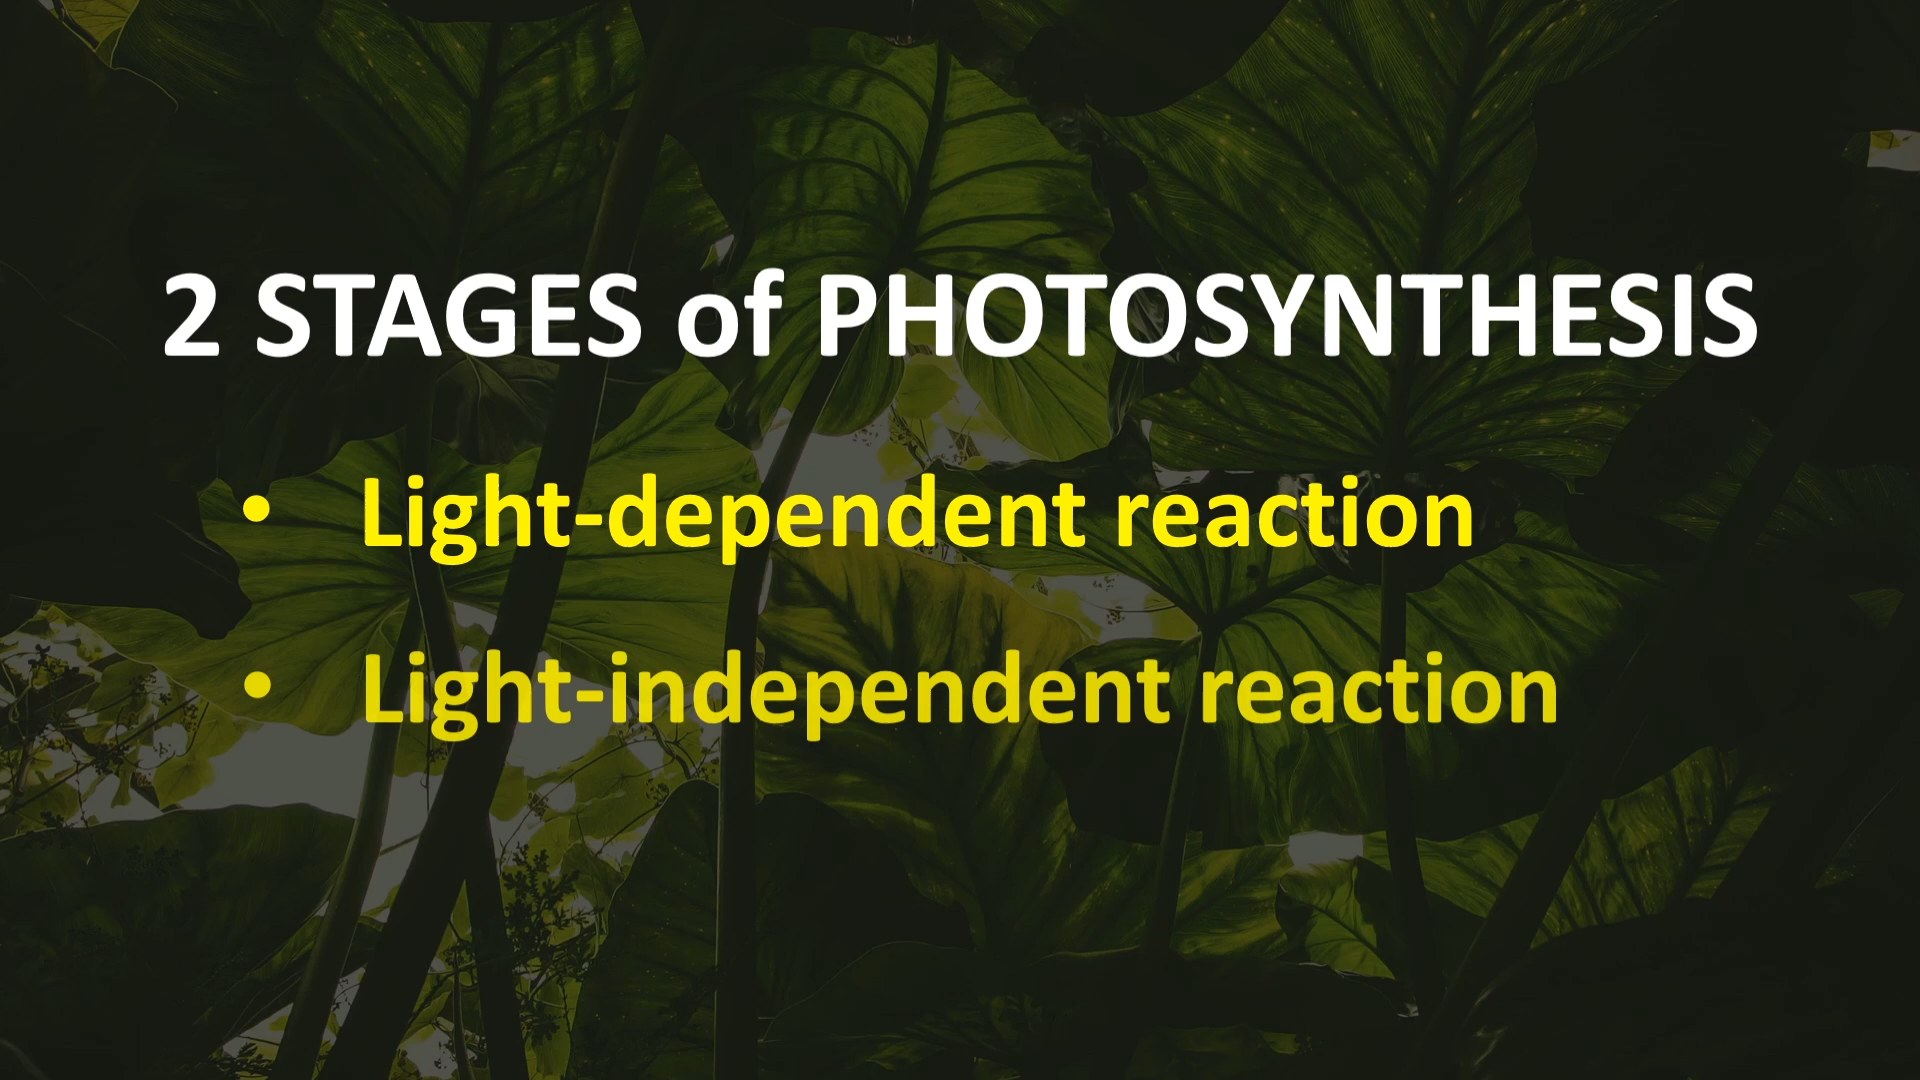 2 STAGES of PHOTOSYNTHESIS
• Light-dependent reaction
• Light-independent reaction